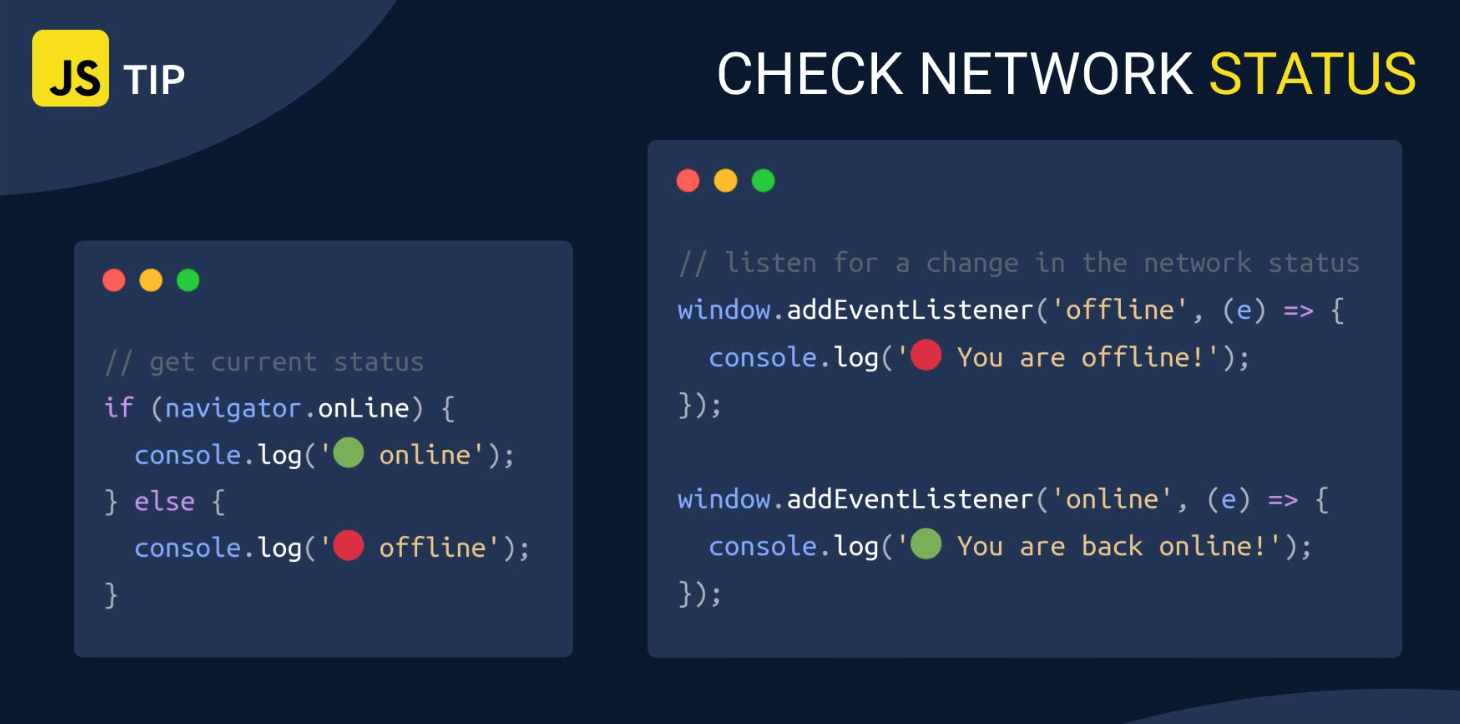 JS TIP
CHECK NETWORK STATUS
// get current status
if (navigator.onLine) {
  console.log('🟢 online');
} else {
  console.log('🔴 offline');
}
// listen for a change in the network status
window.addEventListener('offline', (e) => {
  console.log('🔴 You are offline!');
});
window.addEventListener('online', (e) => {
  console.log('🟢 You are back online!');
});